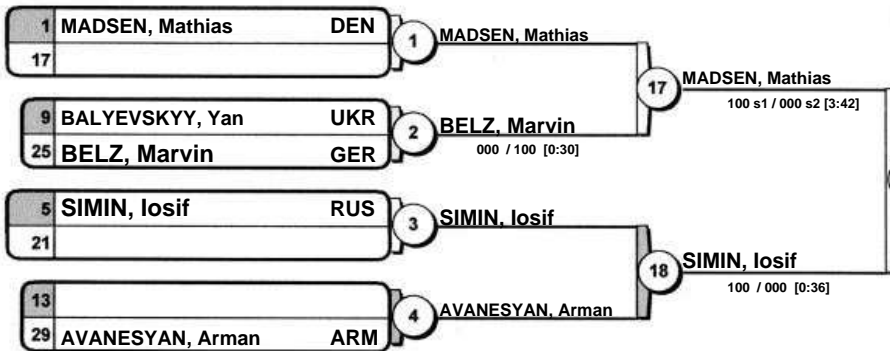 1 MADSEN, Mathias DEN
17
1 MADSEN, Mathias
9 BALYEVSKYY, Yan UKR
25 BELZ, Marvin GER
2 BELZ, Marvin
000 / 100 [0:30]
17 MADSEN, Mathias
100 s1 / 000 s2 [3:42]
5 SIMIN, Iosif RUS
21
3 SIMIN, Iosif
13
29 AVANESYAN, Arman ARM
4 AVANESYAN, Arman
18 SIMIN, Iosif
100 / 000 [0:36]